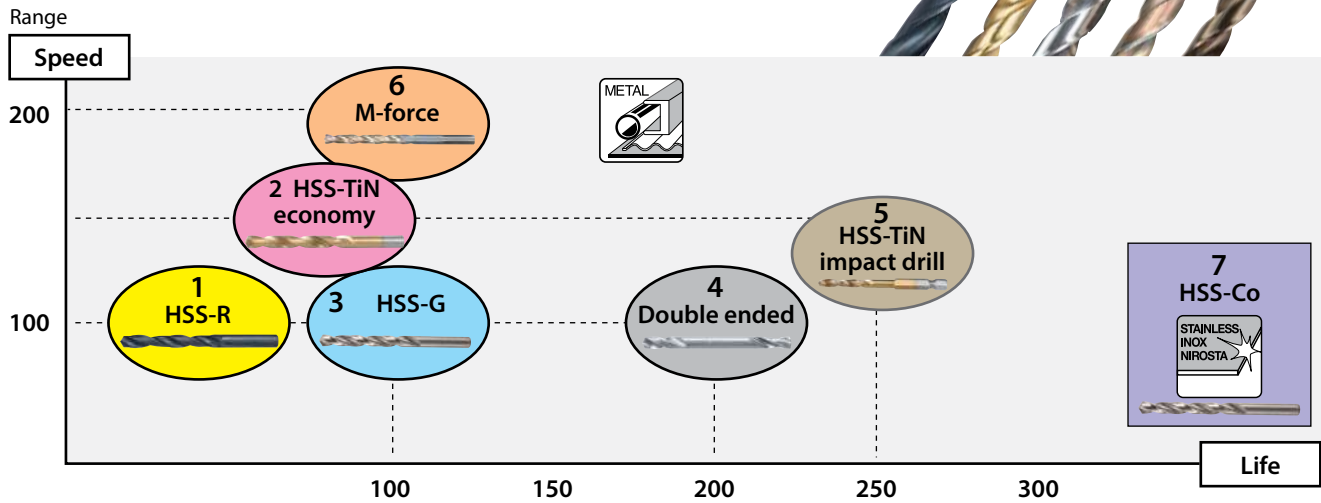 Range
Speed
200
100
6
M-force
METAL
2 HSS-TiN
economy
5
HSS-TiN
impact drill
1
HSS-R
3 HSS-G
4
Double ended
7
HSS-Co
STAINLESS
INOX
NIROSTA
Life
100 150 200 250 300